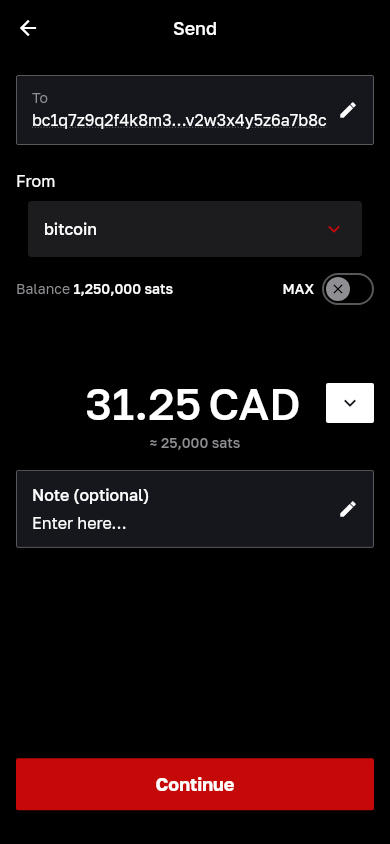 Send
To
bc1q7z9q2f4k8m3...v2w3x4y5z6a7b8c
From
bitcoin
Balance 1,250,000 sats MAX
31.25 CAD
≈ 25,000 sats
Note (optional)
Enter here...
Continue